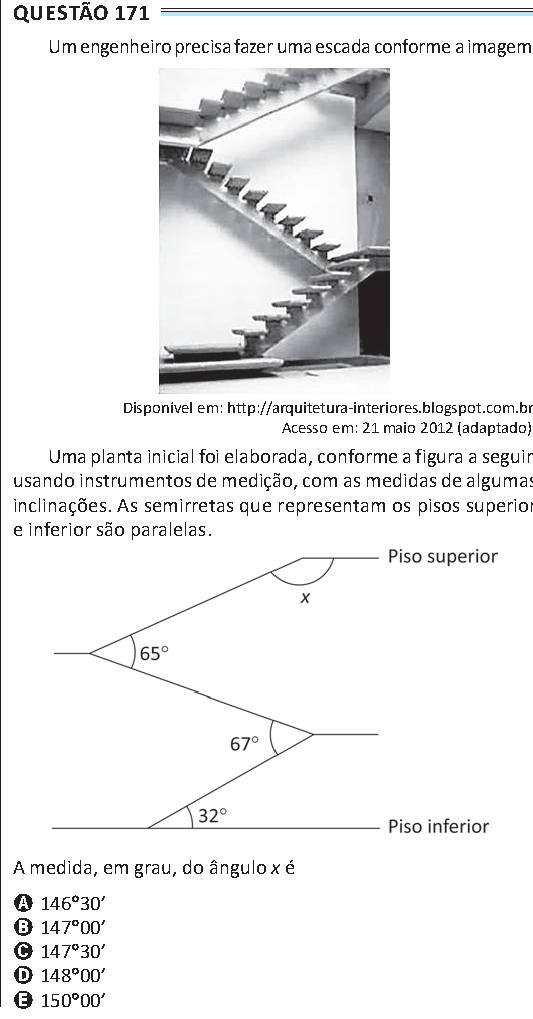 QUESTÃO 171
Um engenheiro precisa fazer uma escada conforme a imagem
Disponível em: http://arquitetura-interiores.blogspot.com.br
Acesso em: 21 maio 2012 (adaptado)
Uma planta inicial foi elaborada, conforme a figura a seguir
usando instrumentos de medição, com as medidas de algumas
inclinações. As semirretas que representam os pisos superior
e inferior são paralelas.
Piso superior
x
65°
67°
32°
Piso inferior
A medida, em grau, do ângulo x é
A 146°30′
B 147°00′
C 147°30′
D 148°00′
E 150°00′